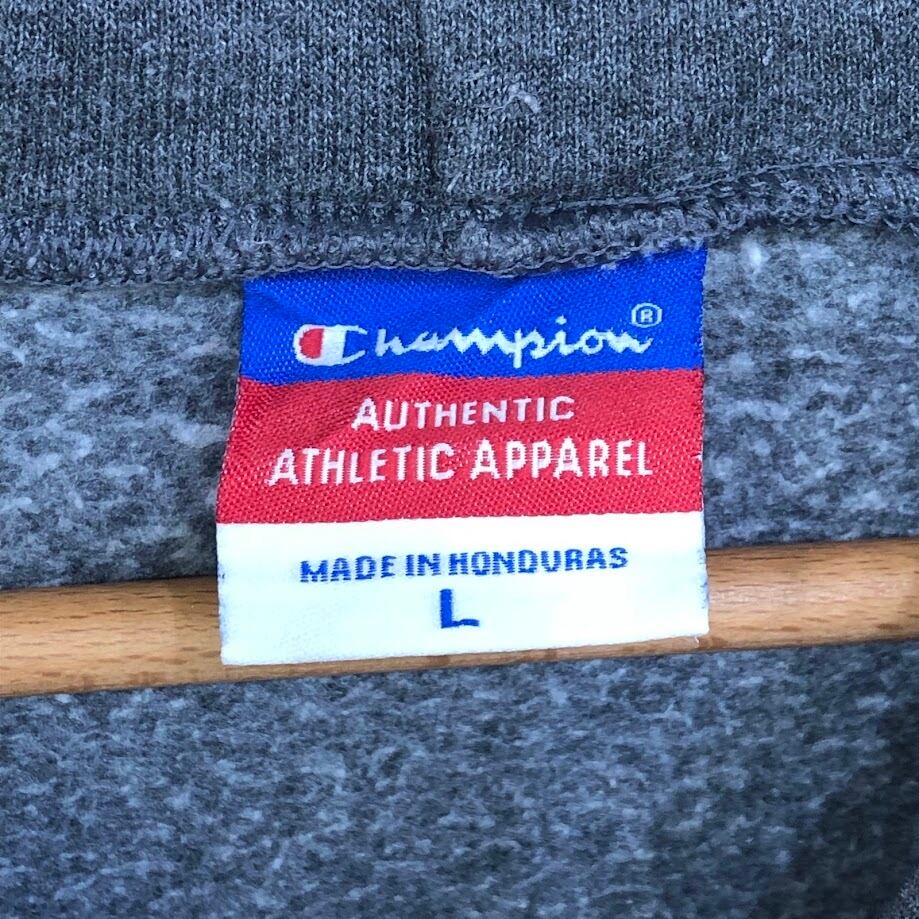 Champion®
AUTHENTIC
ATHLETIC APPAREL
MADE IN HONDURAS
L